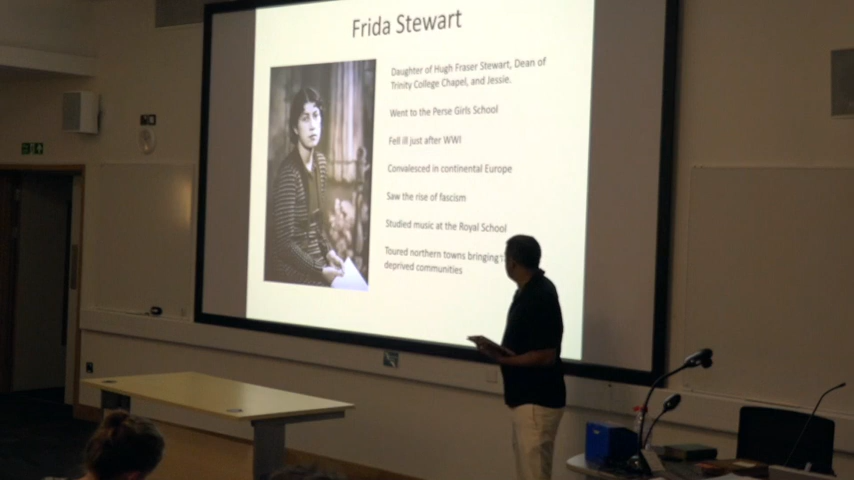 Frida Stewart
Daughter of Hugh Fraser Stewart, Dean of
Trinity College Chapel, and Jessie.
Went to the Perse Girls School
Fell ill just after WWI
Convalesced in continental Europe
Saw the rise of fascism
Studied music at the Royal School
Toured northern towns bringing
deprived communities